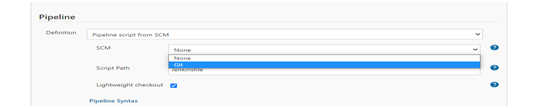 Pipeline
Definition
Pipeline script from SCM
SCM
None
None
Git
Script Path
Jenkinsfile
Lightweight checkout
Pipeline Syntax